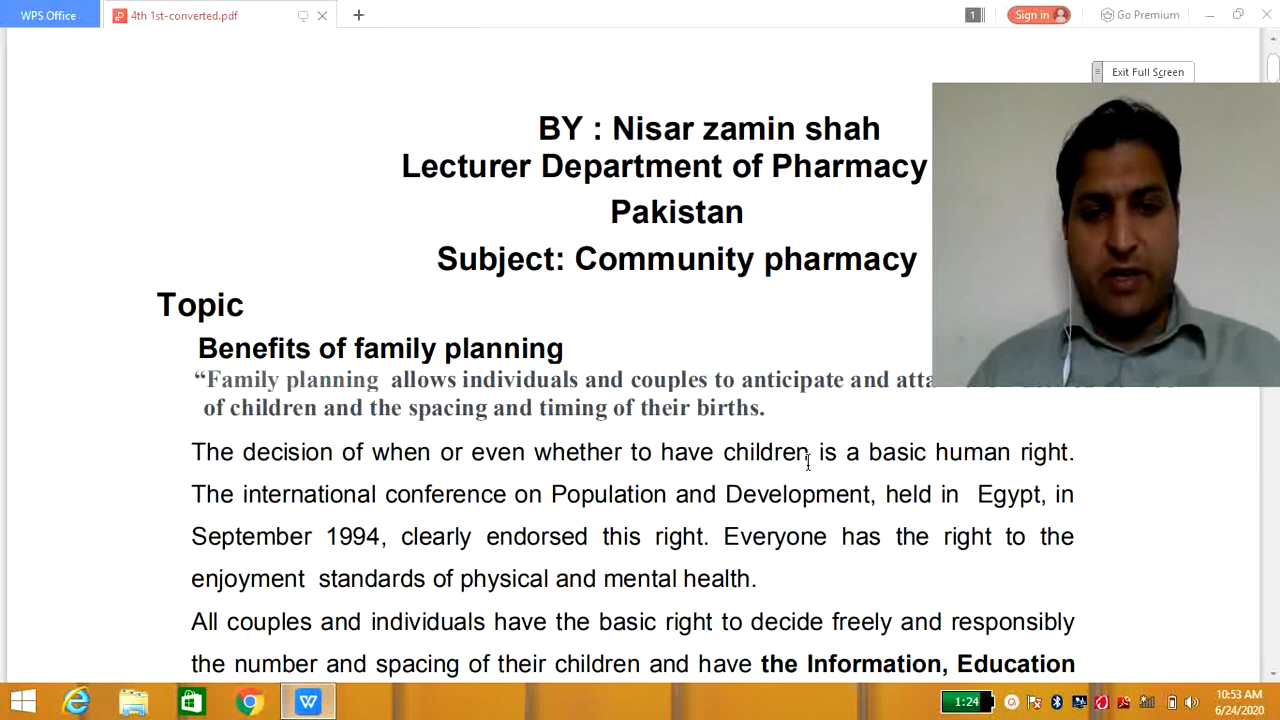 WPS Office
4th 1st-converted.pdf
1
Sign in
Go Premium
Exit Full Screen
BY : Nisar zamin shah
Lecturer Department of Pharmacy
Pakistan
Subject: Community pharmacy
Topic
Benefits of family planning
“Family planning allows individuals and couples to anticipate and
of children and the spacing and timing of their births.
The decision of when or even whether to have children is a basic human right.
The international conference on Population and Development, held in Egypt, in
September 1994, clearly endorsed this right. Everyone has the right to the
enjoyment standards of physical and mental health.
All couples and individuals have the basic right to decide freely and responsibly
the number and spacing of their children and have the Information, Education
1:24
10:53 AM
6/24/2020